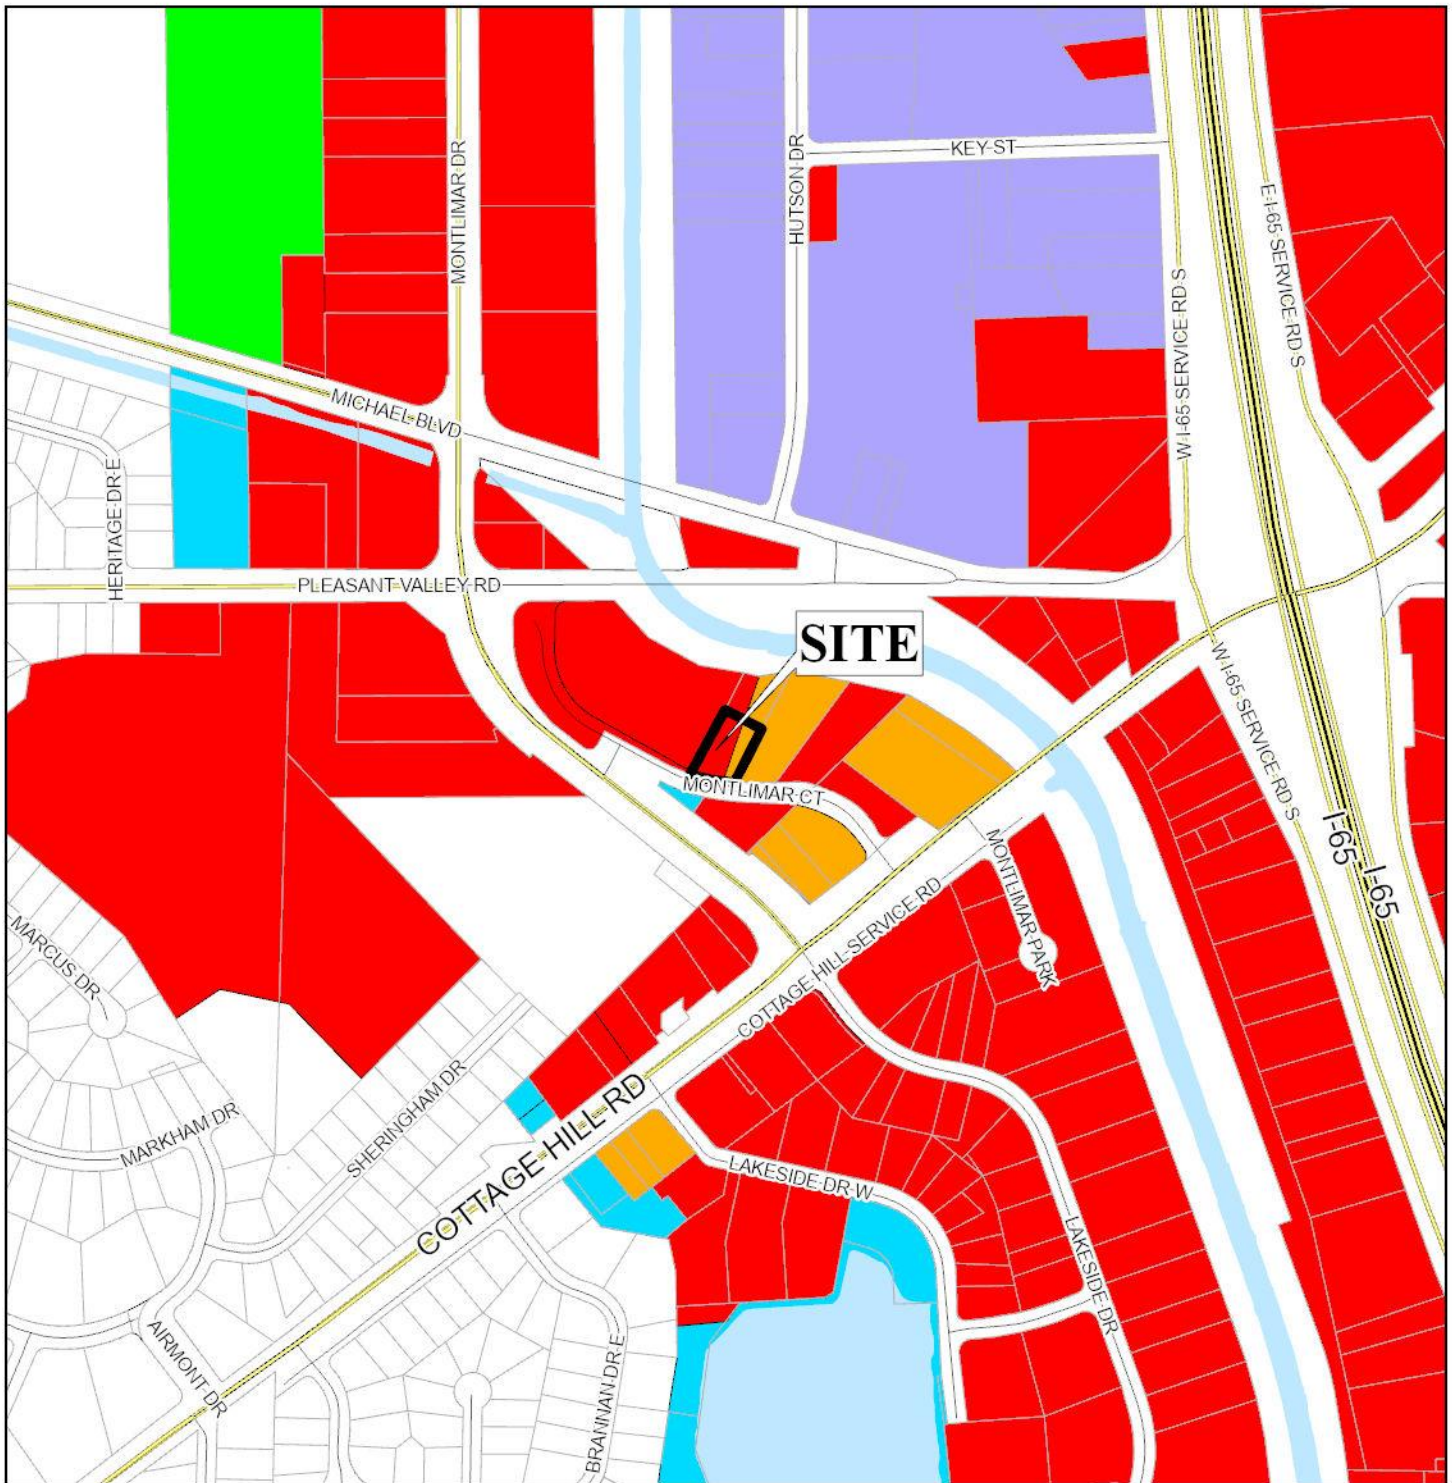 MONTLIMAR DR
HUTSON DR
KEY ST
W I-65 SERVICE RD S
E I-65 SERVICE RD S
MICHAEL BLVD
HERITAGE DR E
PLEASANT VALLEY RD
SITE
W I-65 SERVICE RD S
MONTLIMAR CT
I-65
I-65
MONTLIMAR PARK
COTTAGE HILL SERVICE RD
MARCUS DR
SHERINGHAM DR
MARKHAM DR
COTTAGE HILL RD
LAKESIDE DR W
LAKESIDE DR
AIRMONT DR
BRANNAN DR E